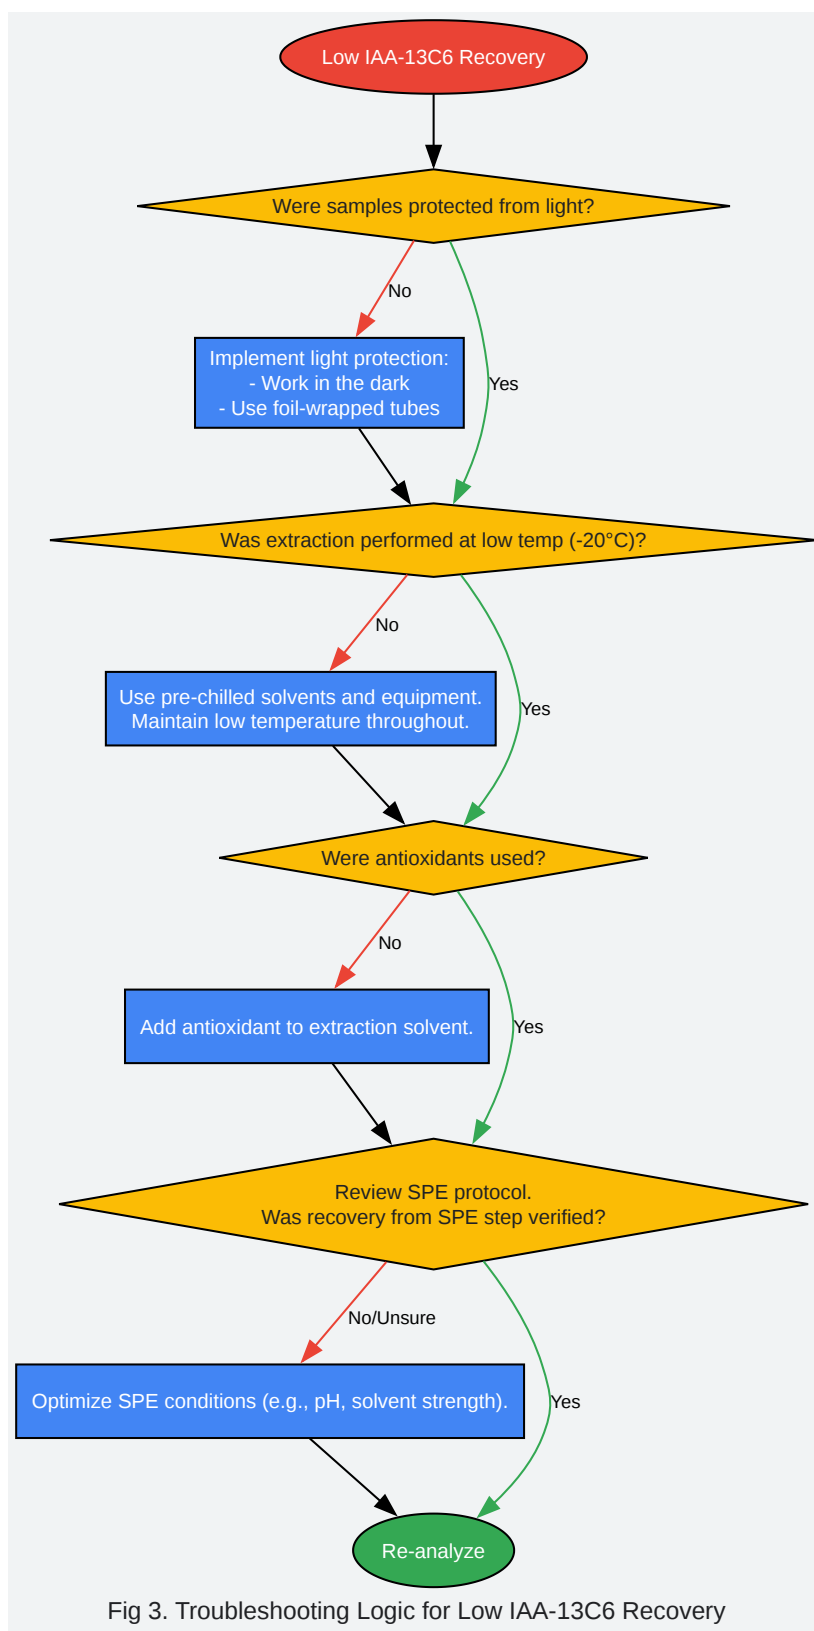 Low IAA-13C6 Recovery
Were samples protected from light?
No
Implement light protection:
- Work in the dark
- Use foil-wrapped tubes
Yes
Was extraction performed at low temp (-20°C)?
No
Use pre-chilled solvents and equipment.
Maintain low temperature throughout.
Yes
Were antioxidants used?
No
Add antioxidant to extraction solvent.
Yes
Review SPE protocol.
Was recovery from SPE step verified?
No/Unsure
Optimize SPE conditions (e.g., pH, solvent strength).
Yes
Re-analyze
Fig 3. Troubleshooting Logic for Low IAA-13C6 Recovery